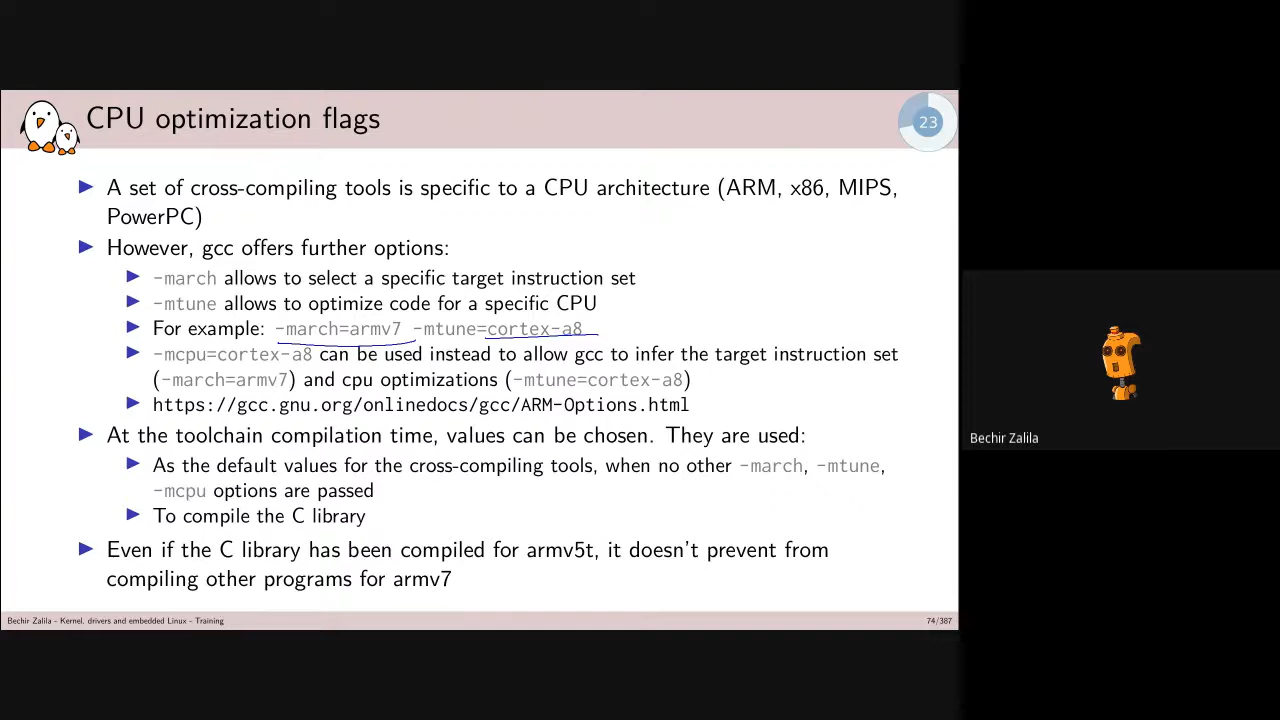 CPU optimization flags
23
A set of cross-compiling tools is specific to a CPU architecture (ARM, x86, MIPS,
PowerPC)
However, gcc offers further options:
-march allows to select a specific target instruction set
-mtune allows to optimize code for a specific CPU
For example: -march=armv7 -mtune=cortex-a8
-mcpu=cortex-a8 can be used instead to allow gcc to infer the target instruction set
(-march=armv7) and cpu optimizations (-mtune=cortex-a8)
https://gcc.gnu.org/onlinedocs/gcc/ARM-Options.html
At the toolchain compilation time, values can be chosen. They are used:
As the default values for the cross-compiling tools, when no other -march, -mtune,
-mcpu options are passed
To compile the C library
Even if the C library has been compiled for armv5t, it doesn't prevent from
compiling other programs for armv7
Bechir Zalila - Kernel, drivers and embedded Linux - Training
74/387
Bechir Zalila